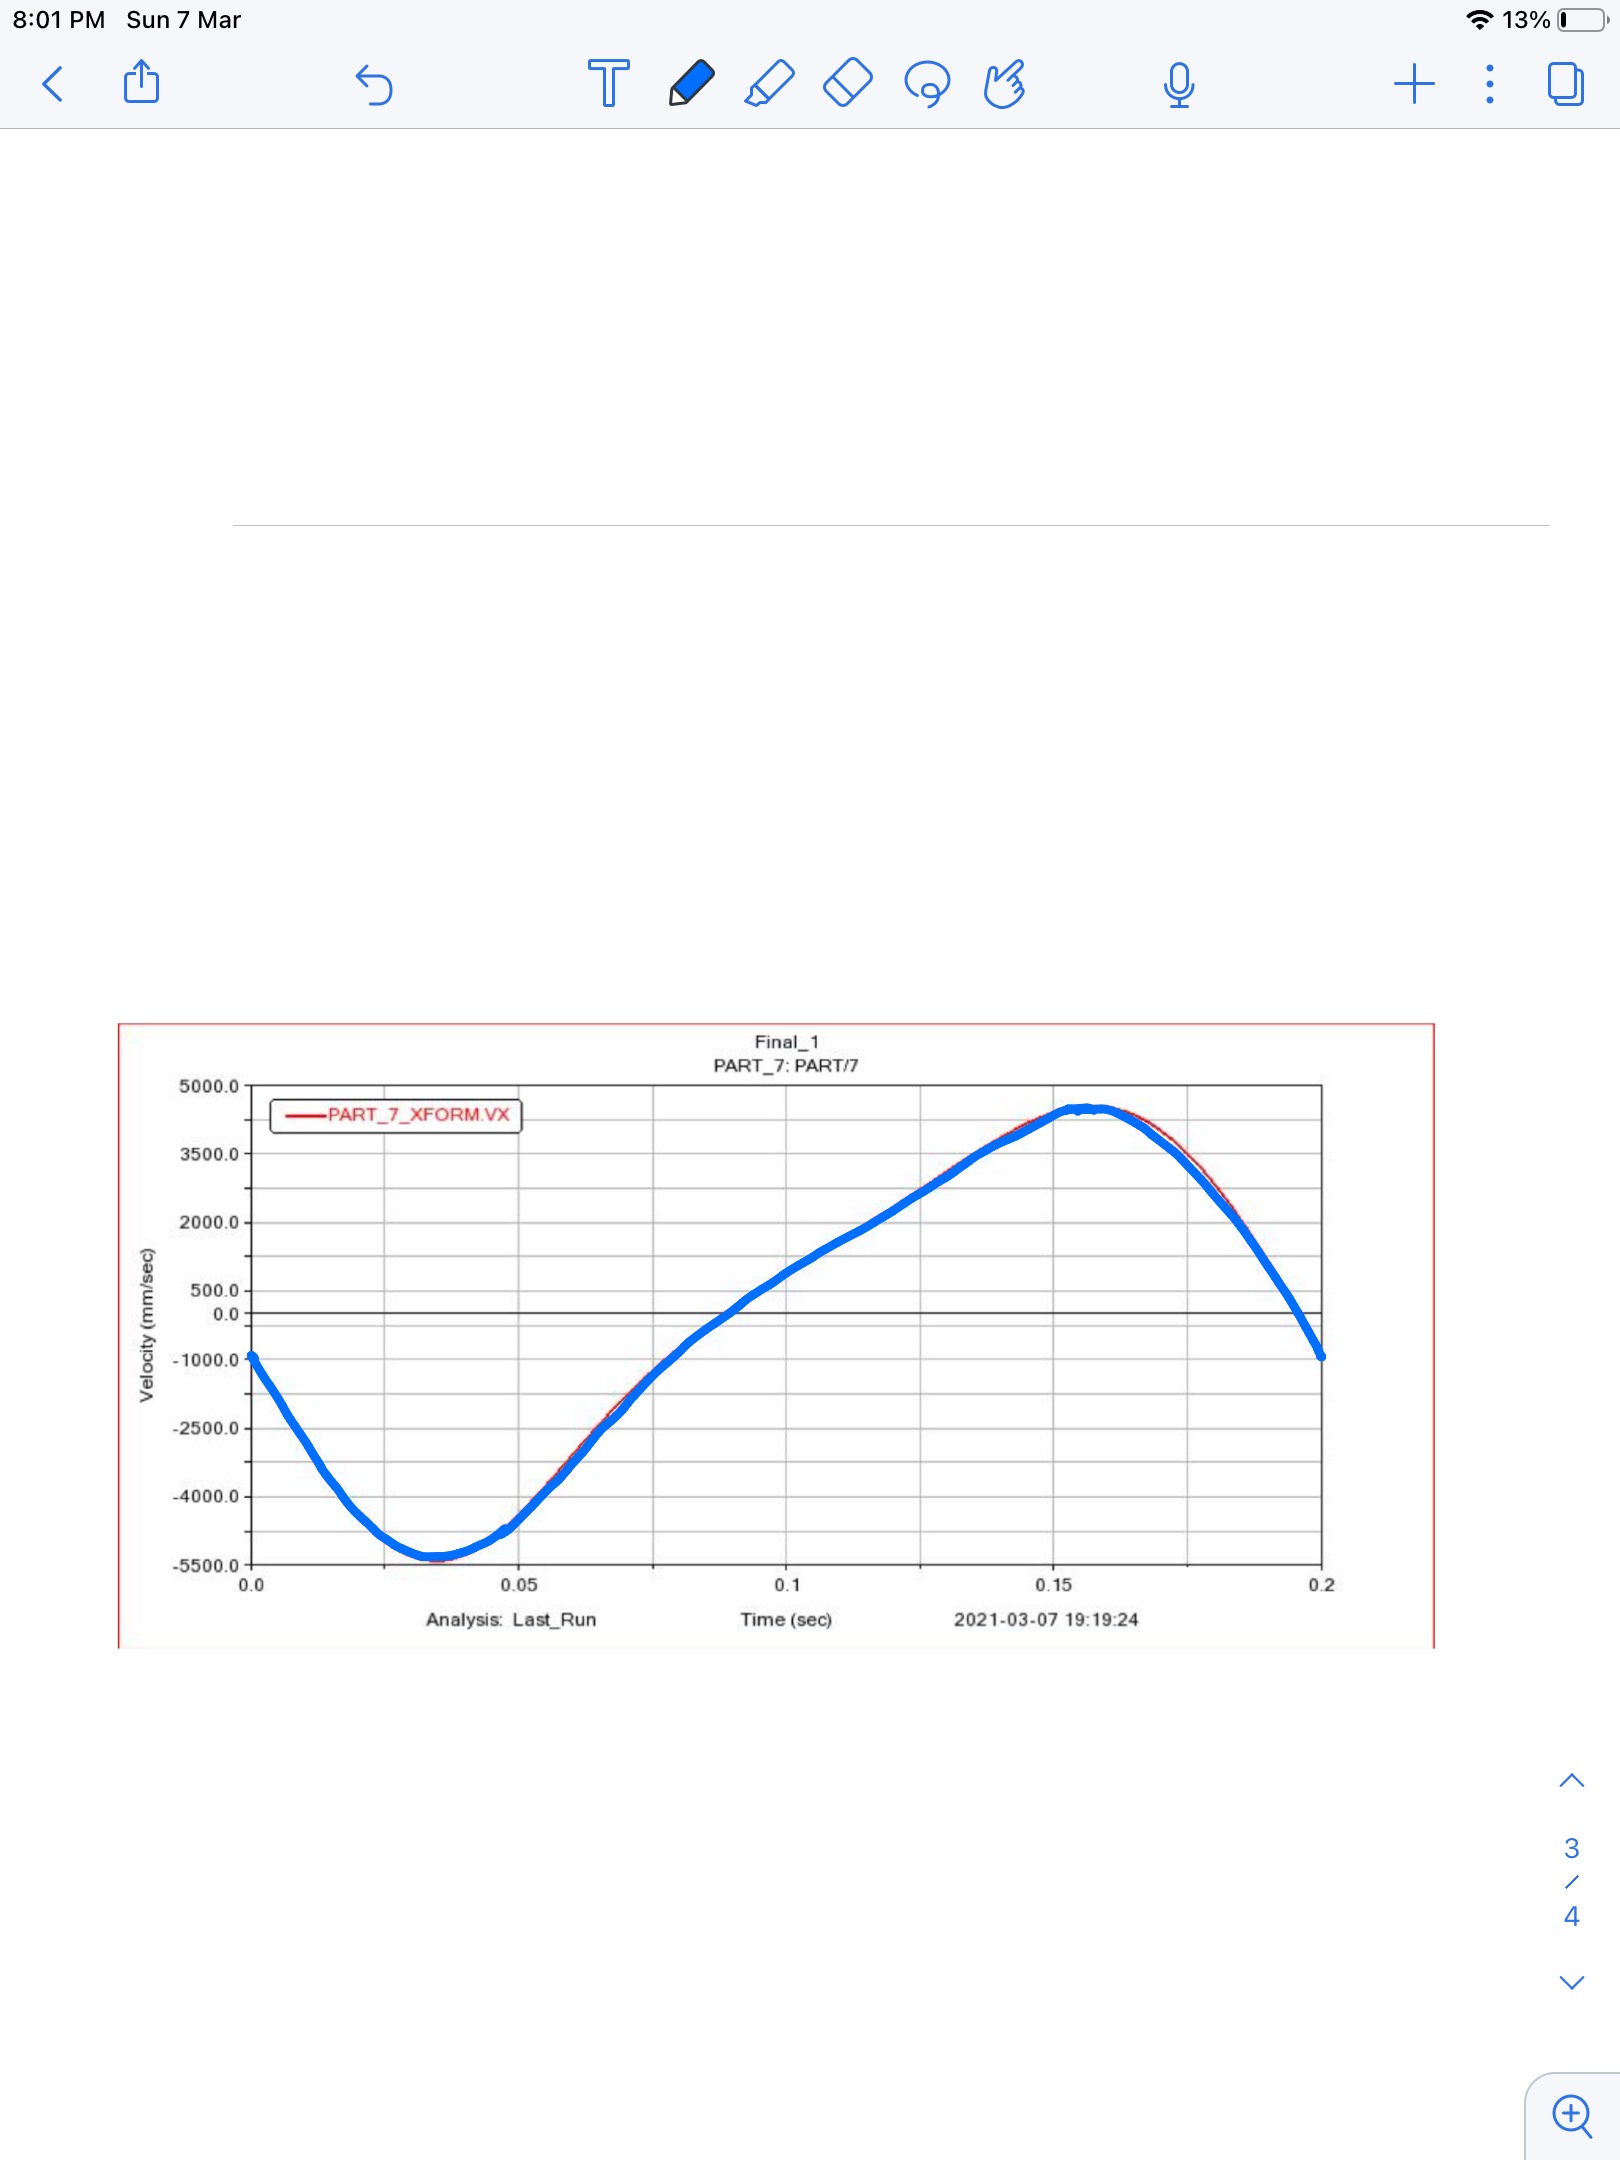 8:01 PM Sun 7 Mar 13%
T
Final_1
PART_7: PART/7
PART_7_XFORM.VX
5000.0
3500.0
2000.0
500.0
0.0
-1000.0
-2500.0
-4000.0
-5500.0
Velocity (mm/sec)
0.0 0.05 0.1 0.15 0.2
Analysis: Last_Run Time (sec) 2021-03-07 19:19:24
3
/
4